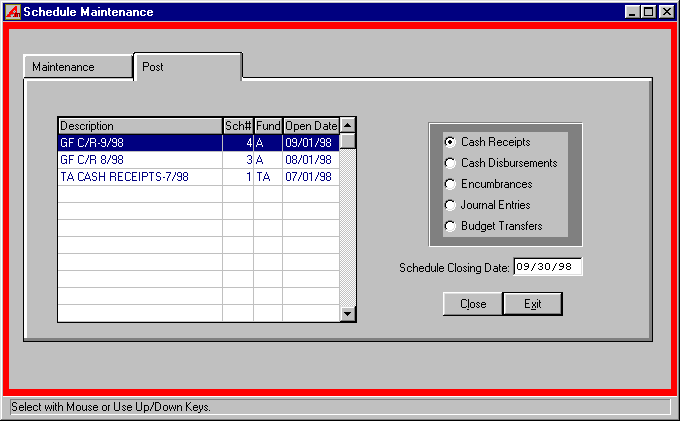 Schedule Maintenance
Maintenance Post
Description Sch# Fund Open Date
GF C/R-9/98 4 A 09/01/98
GF C/R 8/98 3 A 08/01/98
TA CASH RECEIPTS-7/98 1 TA 07/01/98
Cash Receipts
Cash Disbursements
Encumbrances
Journal Entries
Budget Transfers
Schedule Closing Date: 09/30/98
Close Exit
Select with Mouse or Use Up/Down Keys.